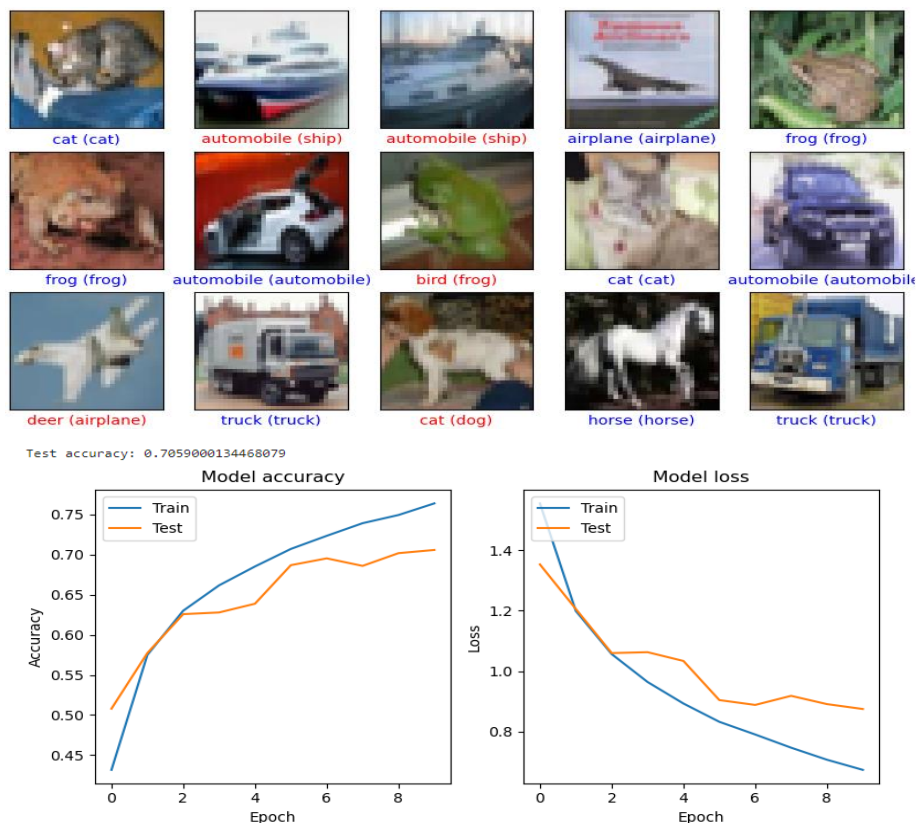 cat (cat)
automobile (ship)
automobile (ship)
airplane (airplane)
frog (frog)
frog (frog)
automobile (automobile)
bird (frog)
cat (cat)
automobile (automobile
deer (airplane)
truck (truck)
cat (dog)
horse (horse)
truck (truck)
Test accuracy: 0.7059000134468079
Model accuracy
Train
Test
0.75
0.70
0.65
0.60
0.55
0.50
0.45
Accuracy
0 2 4 6 8
Epoch
Model loss
Train
Test
1.4
1.2
1.0
0.8
Loss
0 2 4 6 8
Epoch